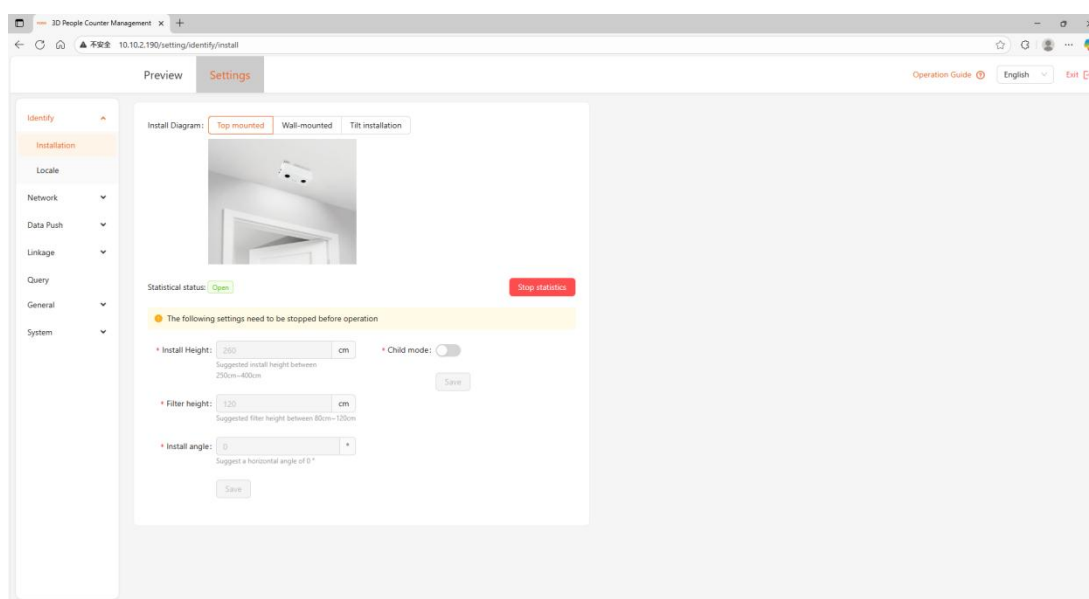 3D People Counter Management
不安全 10.10.2.190/setting/identify/install
Preview Settings Operation Guide English Exit
Identify
Installation
Locale
Network
Data Push
Linkage
Query
General
System
Install Diagram: Top mounted Wall-mounted Tilt installation
Statistical status: Open Stop statistics
The following settings need to be stopped before operation
* Install Height: 260 cm * Child mode:
Suggested install height between
250cm~400cm
Save
* Filter height: 120 cm
Suggested filter height between 80cm~120cm
* Install angle: 0 °
Suggest a horizontal angle of 0 °
Save